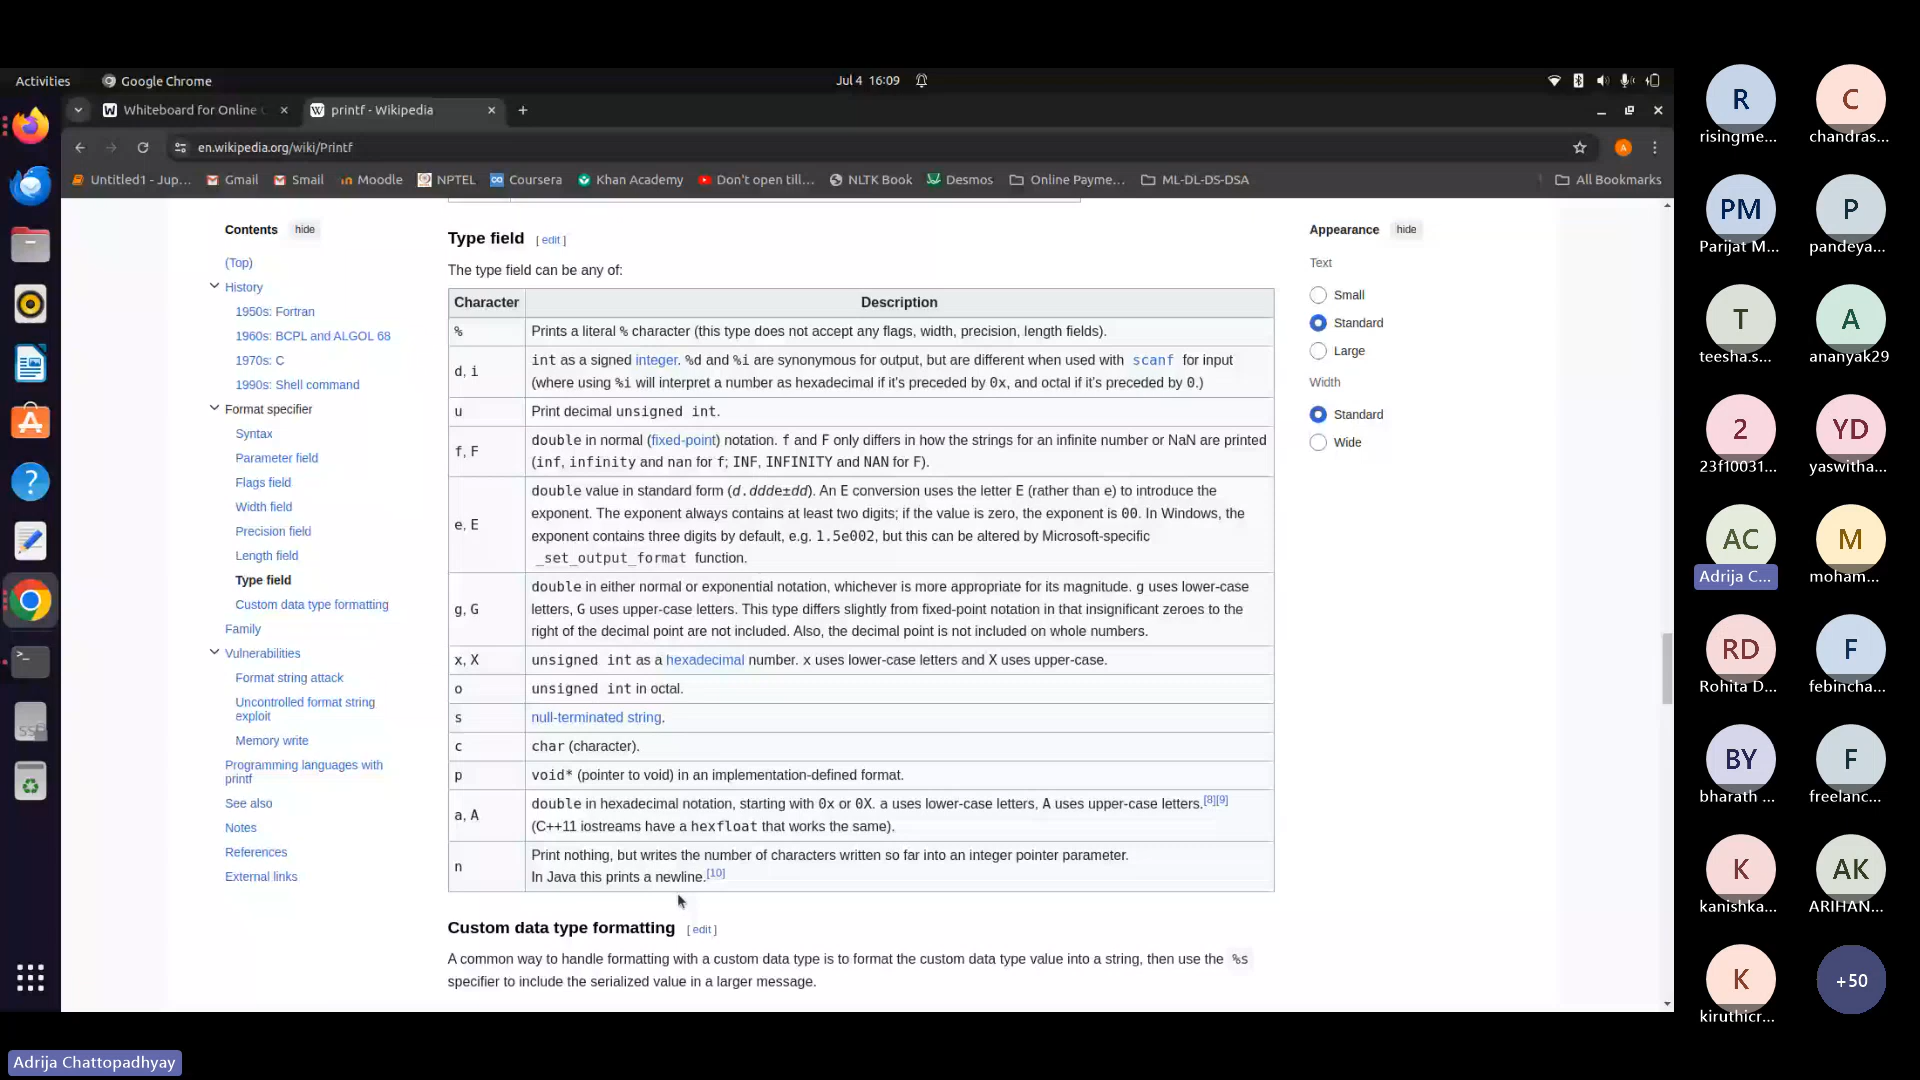 Activities
Google Chrome
Jul 4 16:09
Whiteboard for Online C
printf - Wikipedia
en.wikipedia.org/wiki/Printf
A
Untitled1 - Jup...
Gmail
Smail
Moodle
NPTEL
Coursera
Khan Academy
Don't open till...
NLTK Book
Desmos
Online Payme...
ML-DL-DS-DSA
All Bookmarks
Contents hide
(Top)
History
1950s: Fortran
1960s: BCPL and ALGOL 68
1970s: C
1990s: Shell command
Format specifier
Syntax
Parameter field
Flags field
Width field
Precision field
Length field
Type field
Custom data type formatting
Family
Vulnerabilities
Format string attack
Uncontrolled format string
exploit
Memory write
Programming languages with
printf
See also
Notes
References
External links
Type field [ edit ]
The type field can be any of:
Character Description
% Prints a literal % character (this type does not accept any flags, width, precision, length fields).
d, i int as a signed integer. %d and %i are synonymous for output, but are different when used with scanf for input
(where using %i will interpret a number as hexadecimal if it's preceded by 0x, and octal if it's preceded by 0.)
u Print decimal unsigned int.
f, F double in normal (fixed-point) notation. f and F only differs in how the strings for an infinite number or NaN are printed
(inf, infinity and nan for f; INF, INFINITY and NAN for F).
e, E double value in standard form (d.ddde±dd). An E conversion uses the letter E (rather than e) to introduce the
exponent. The exponent always contains at least two digits; if the value is zero, the exponent is 00. In Windows, the
exponent contains three digits by default, e.g. 1.5e002, but this can be altered by Microsoft-specific
_set_output_format function.
g, G double in either normal or exponential notation, whichever is more appropriate for its magnitude. g uses lower-case
letters, G uses upper-case letters. This type differs slightly from fixed-point notation in that insignificant zeroes to the
right of the decimal point are not included. Also, the decimal point is not included on whole numbers.
x, X unsigned int as a hexadecimal number. x uses lower-case letters and X uses upper-case.
o unsigned int in octal.
s null-terminated string.
c char (character).
p void* (pointer to void) in an implementation-defined format.
a, A double in hexadecimal notation, starting with 0x or 0X. a uses lower-case letters, A uses upper-case letters.[8][9]
(C++11 iostreams have a hexfloat that works the same).
n Print nothing, but writes the number of characters written so far into an integer pointer parameter.
In Java this prints a newline.[10]
Custom data type formatting [ edit ]
A common way to handle formatting with a custom data type is to format the custom data type value into a string, then use the %s
specifier to include the serialized value in a larger message.
Appearance hide
Text
Small
Standard
Large
Width
Standard
Wide
R C
risingme... chandras...
PM P
Parijat M... pandeya...
T A
teesha.s... ananyak29
2 YD
23f10031... yaswitha...
AC M
Adrija C... moham...
RD F
Rohita D... febincha...
BY F
bharath ... freelanc...
K AK
kanishka... ARIHAN...
K +50
kiruthicr...
Adrija Chattopadhyay